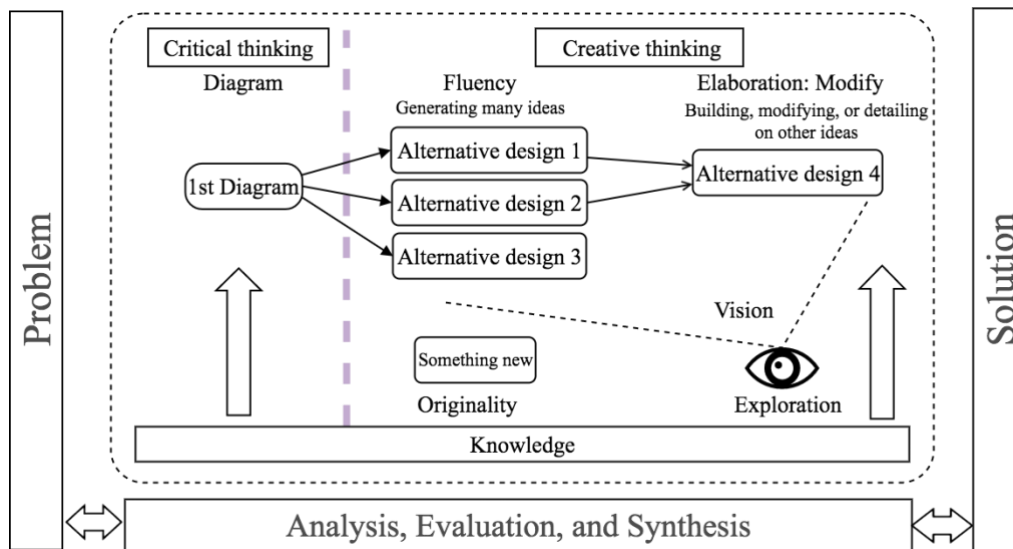 Problem
Critical thinking
Diagram
1st Diagram
Creative thinking
Fluency
Generating many ideas
Alternative design 1
Alternative design 2
Alternative design 3
Elaboration: Modify
Building, modifying, or detailing
on other ideas
Alternative design 4
Vision
Something new
Originality
Exploration
Knowledge
Analysis, Evaluation, and Synthesis
Solution